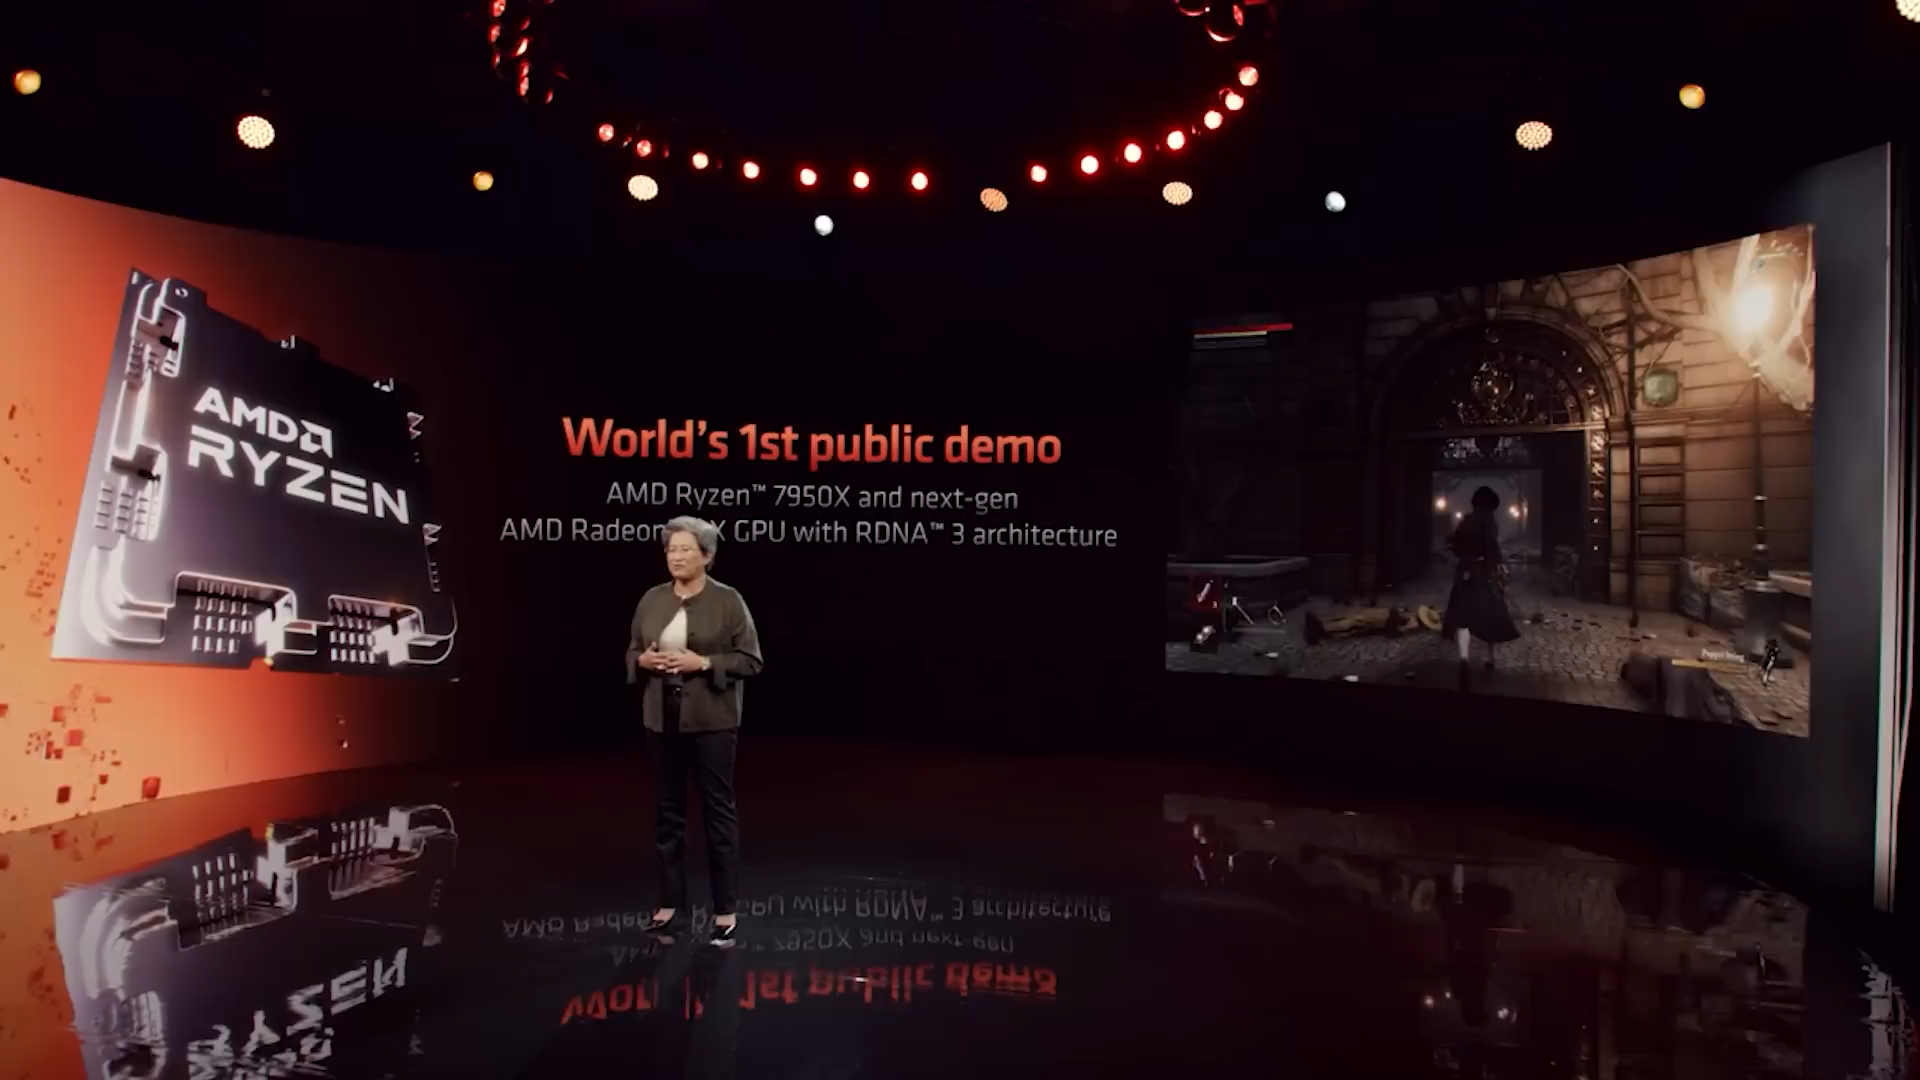 AMD
RYZEN
World's 1st public demo
AMD Ryzen™ 7950X and next-gen
AMD Radeon X GPU with RDNA™ 3 architecture